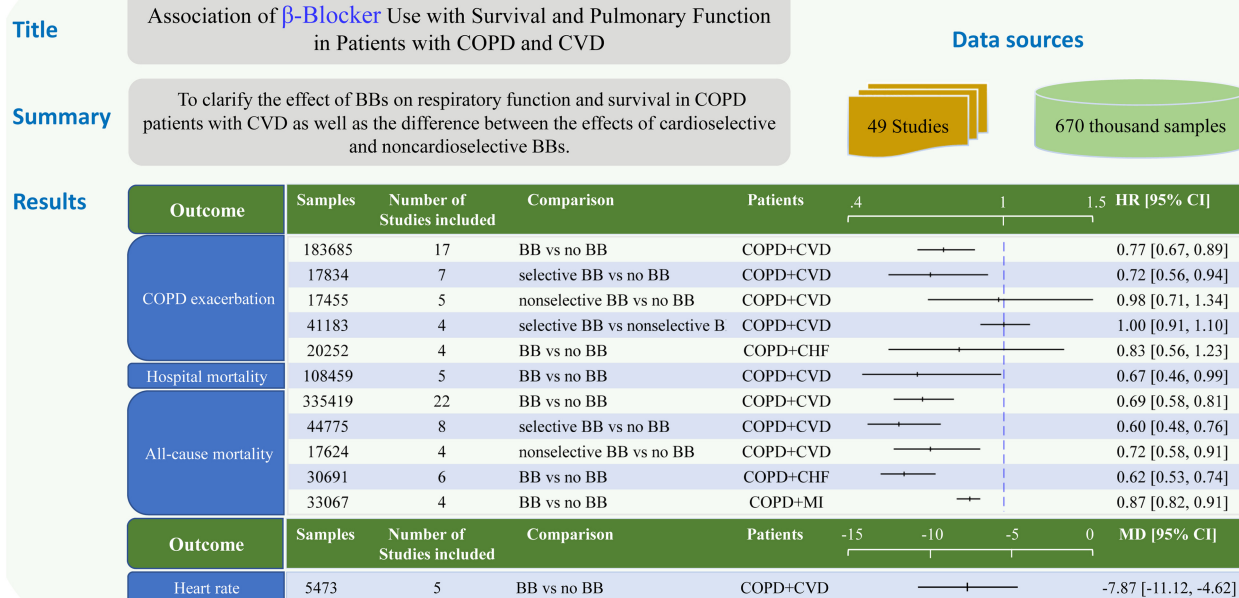 Title
Association of β-Blocker Use with Survival and Pulmonary Function
in Patients with COPD and CVD
Data sources
Summary
To clarify the effect of BBs on respiratory function and survival in COPD
patients with CVD as well as the difference between the effects of cardioselective
and noncardioselective BBs.
49 Studies
670 thousand samples
Results
Outcome Samples Number of Studies included Comparison Patients .4 1 1.5 HR [95% CI]
COPD exacerbation
183685 17 BB vs no BB COPD+CVD 0.77 [0.67, 0.89]
17834 7 selective BB vs no BB COPD+CVD 0.72 [0.56, 0.94]
17455 5 nonselective BB vs no BB COPD+CVD 0.98 [0.71, 1.34]
41183 4 selective BB vs nonselective B COPD+CVD 1.00 [0.91, 1.10]
20252 4 BB vs no BB COPD+CHF 0.83 [0.56, 1.23]
Hospital mortality 108459 5 BB vs no BB COPD+CVD 0.67 [0.46, 0.99]
All-cause mortality
335419 22 BB vs no BB COPD+CVD 0.69 [0.58, 0.81]
44775 8 selective BB vs no BB COPD+CVD 0.60 [0.48, 0.76]
17624 4 nonselective BB vs no BB COPD+CVD 0.72 [0.58, 0.91]
30691 6 BB vs no BB COPD+CHF 0.62 [0.53, 0.74]
33067 4 BB vs no BB COPD+MI 0.87 [0.82, 0.91]
Outcome Samples Number of Studies included Comparison Patients -15 -10 -5 0 MD [95% CI]
Heart rate 5473 5 BB vs no BB COPD+CVD -7.87 [-11.12, -4.62]